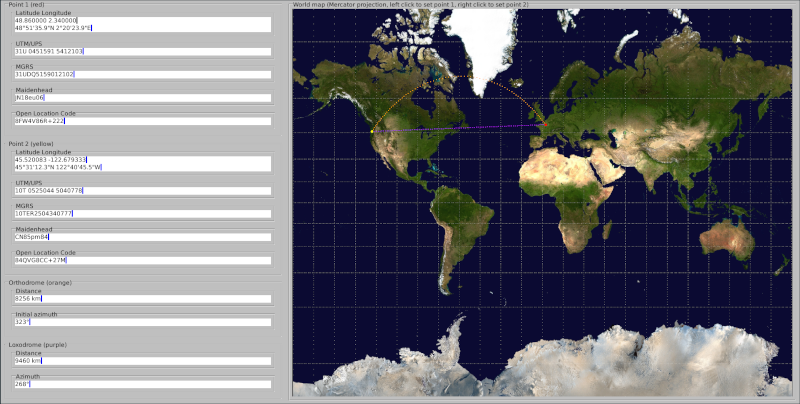 Point 1 (red)
Latitude Longitude
48.860000 2.340000
48°51'35.9"N 2°20'23.9"E
UTM/UPS
31U 0451591 5412103
MGRS
31UDQ5159012102
Maidenhead
JN18eu06
Open Location Code
8FW4V86R+222
Point 2 (yellow)
Latitude Longitude
45.520083 -122.679333
45°31'12.3"N 122°40'45.5"W
UTM/UPS
10T 0525044 5040778
MGRS
10TER2504340777
Maidenhead
CN85pm84
Open Location Code
84QVG8CC+27M
Orthodrome (orange)
Distance
8256 km
Initial azimuth
323°
Loxodrome (purple)
Distance
9460 km
Azimuth
268°
World map (Mercator projection, left click to set point 1, right click to set point 2)